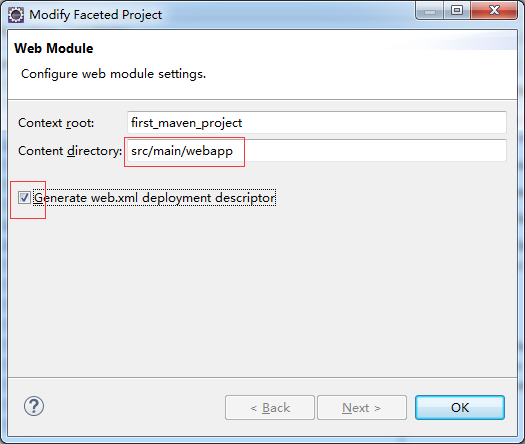 Modify Faceted Project
Web Module
Configure web module settings.
Context root: first_maven_project
Content directory: src/main/webapp
Generate web.xml deployment descriptor
? < Back Next > OK